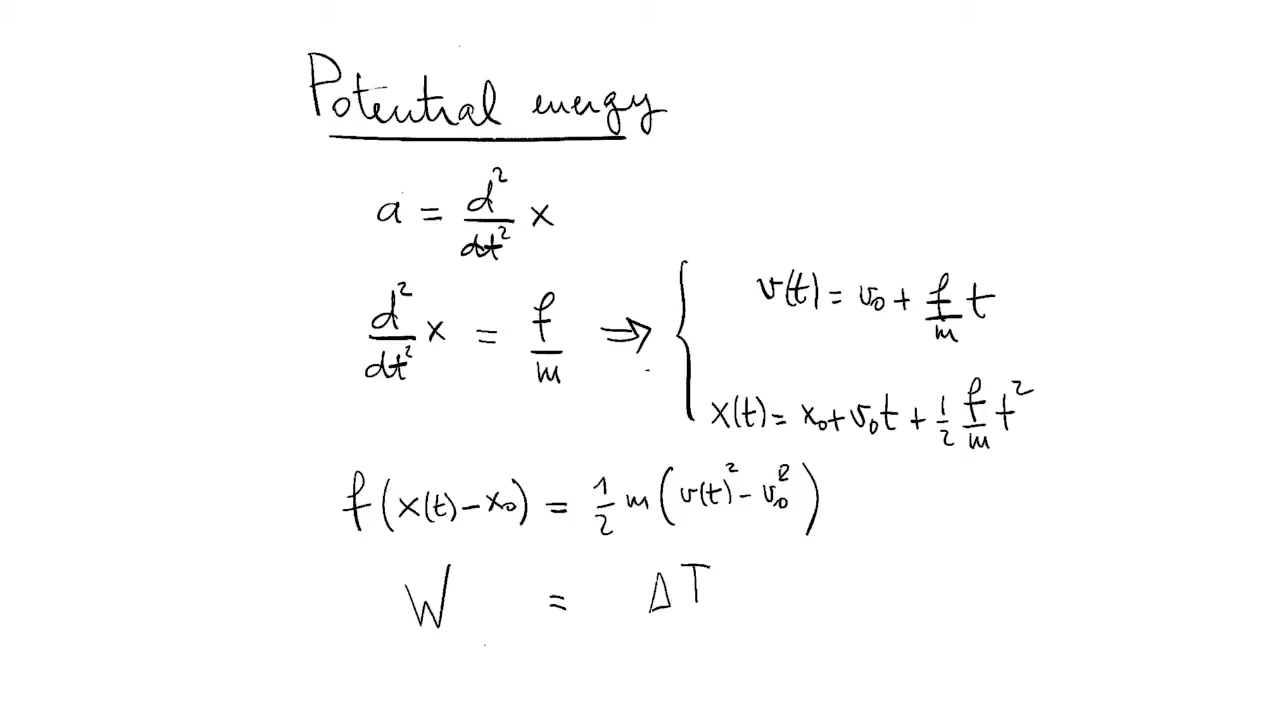 Potential energy
a = d²/dt² x
d²/dt² x = f/m ⇒ { v(t) = v₀ + f/m t
x(t) = x₀ + v₀t + 1/2 f/m t²
f(x(t) - x₀) = 1/2 m(v(t)² - v₀²)
W = ΔT